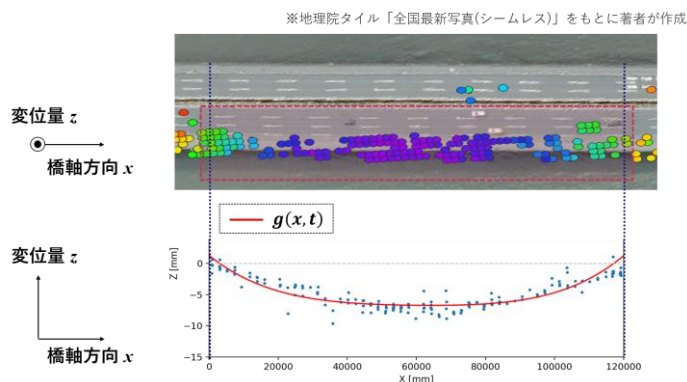 ※地理院タイル「全国最新写真(シームレス)」をもとに著者が作成
変位量 z
橋軸方向 x
g(x,t)
変位量 z
橋軸方向 x
Z [mm]
0
−5
−10
−15
0
20000
40000
60000
80000
100000
120000
X [mm]